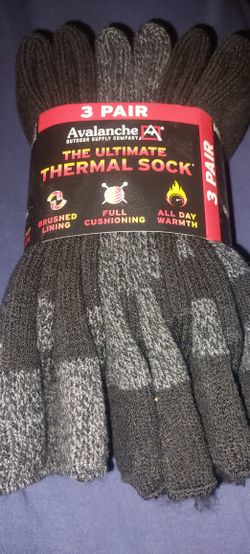 3 PAIR
Avalanche
OUTDOOR SUPPLY COMPANY
THE ULTIMATE
THERMAL SOCK*
BRUSHED
LINING
FULL
CUSHIONING
ALL DAY
WARMTH
3 PAIR